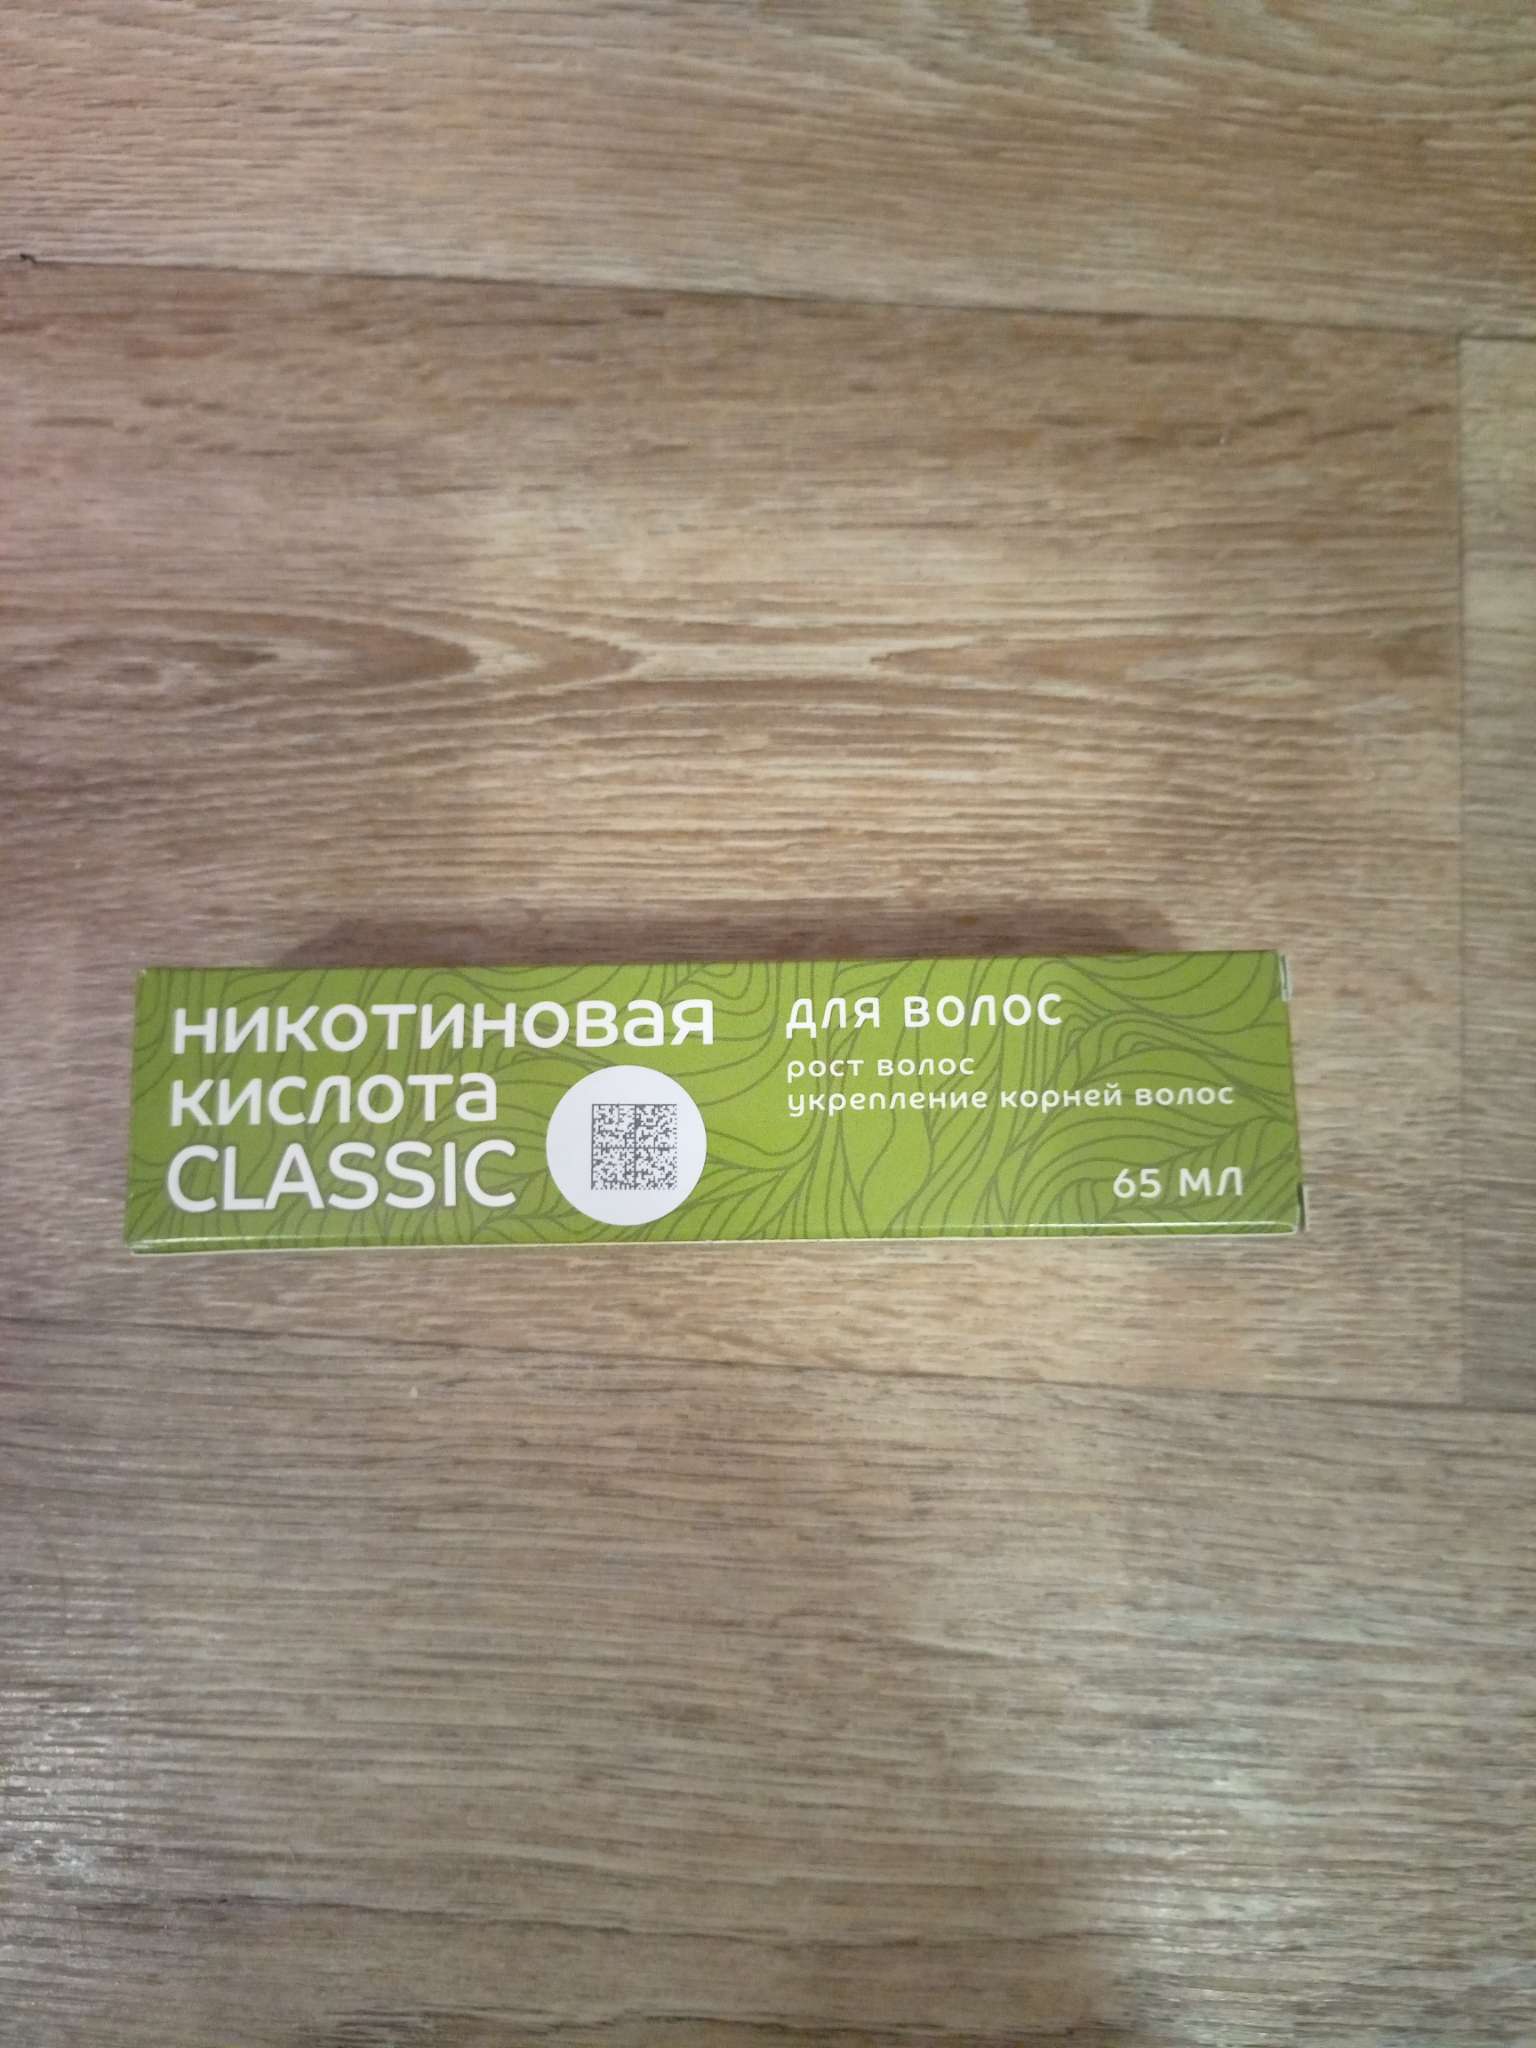 никотиновая
кислота
CLASSIC
для волос
рост волос
укрепление корней волос
65 мл